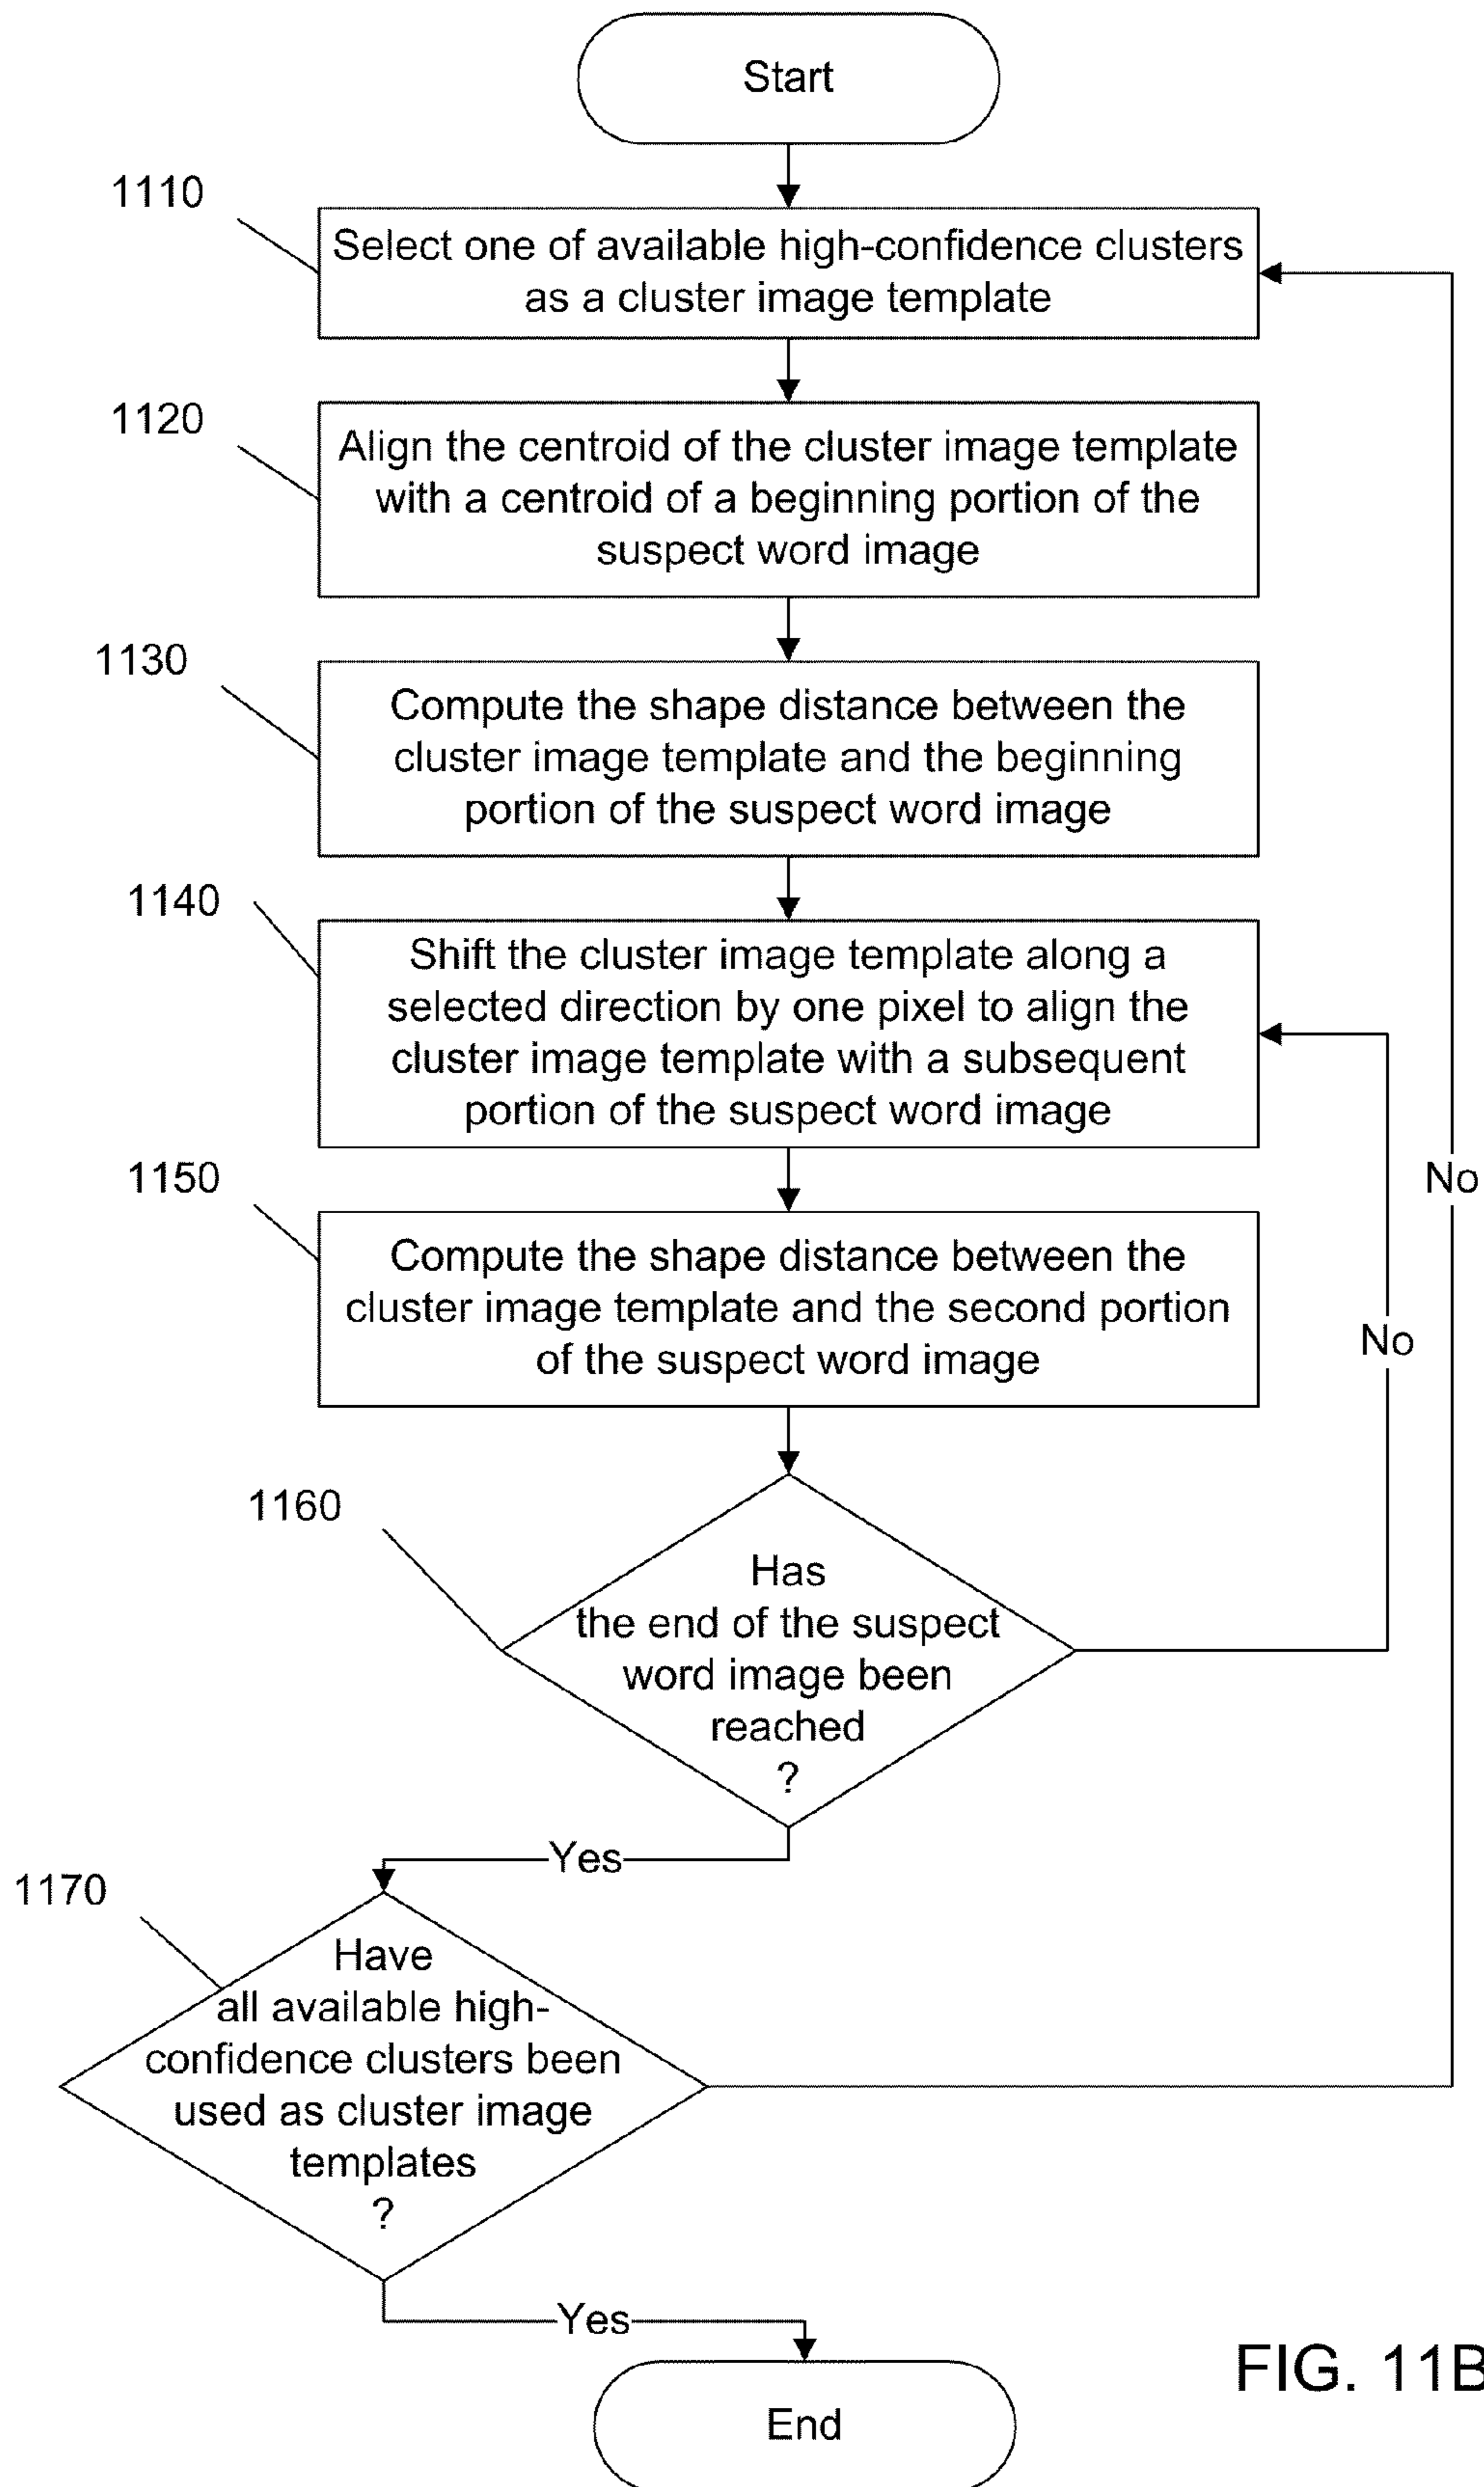 Start
1110
Select one of available high-confidence clusters
as a cluster image template
1120
Align the centroid of the cluster image template
with a centroid of a beginning portion of the
suspect word image
1130
Compute the shape distance between the
cluster image template and the beginning
portion of the suspect word image
1140
Shift the cluster image template along a
selected direction by one pixel to align the
cluster image template with a subsequent
portion of the suspect word image
1150
No
Compute the shape distance between the
cluster image template and the second portion
of the suspect word image
No
1160
Has
the end of the suspect
word image been
reached
?
Yes
1170
Have
all available high-
confidence clusters been
used as cluster image
templates
?
Yes
FIG. 11B
End